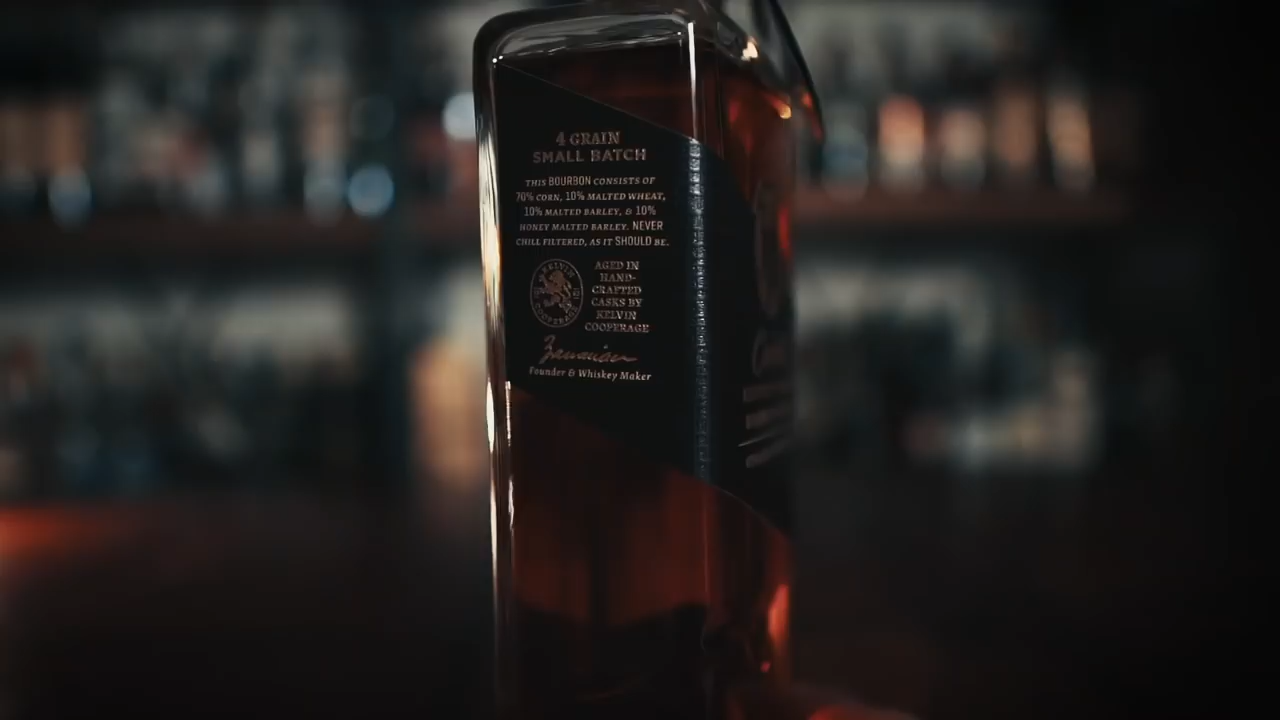 4 GRAIN
SMALL BATCH
THIS BOURBON CONSISTS OF
70% CORN, 10% MALTED WHEAT,
10% MALTED BARLEY, & 10%
HONEY MALTED BARLEY. NEVER
CHILL FILTERED, AS IT SHOULD BE.
KELVIN
COOPERAGE
AGED IN
HAND-
CRAFTED
CASKS BY
KELVIN
COOPERAGE
Founder & Whiskey Maker